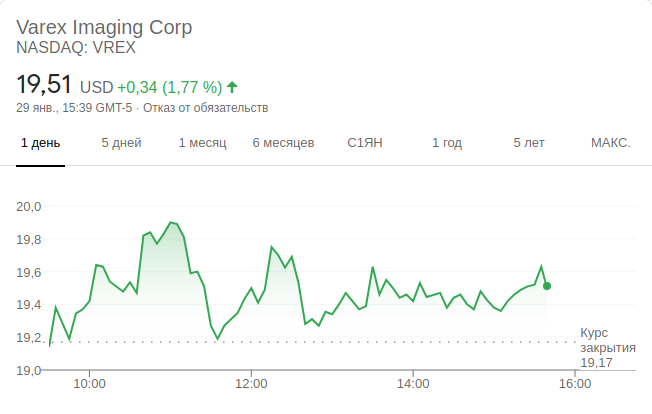 Varex Imaging Corp
NASDAQ: VREX
19,51 USD +0,34 (1,77 %)
29 янв., 15:39 GMT-5 · Отказ от обязательств
1 день 5 дней 1 месяц 6 месяцев С1ЯН 1 год 5 лет МАКС.
20,0
19,8
19,6
19,4
19,2
19,0
Курс
закрытия
19,17
10:00 12:00 14:00 16:00